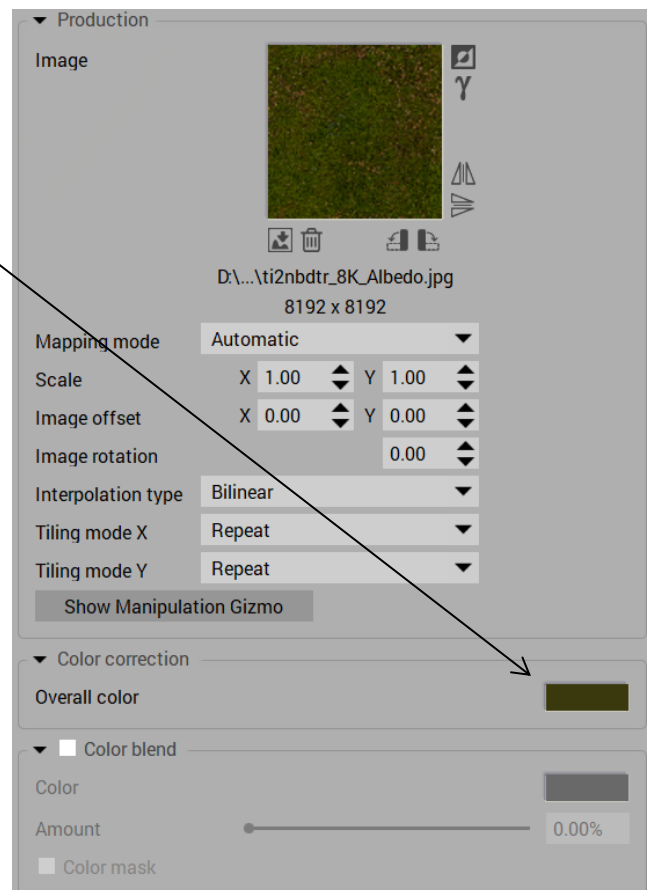 Production
Image
γ
D:\...\ti2nbdtr_8K_Albedo.jpg
8192 x 8192
Mapping mode Automatic
Scale X 1.00 Y 1.00
Image offset X 0.00 Y 0.00
Image rotation 0.00
Interpolation type Bilinear
Tiling mode X Repeat
Tiling mode Y Repeat
Show Manipulation Gizmo
Color correction
Overall color
Color blend
Color
Amount 0.00%
Color mask